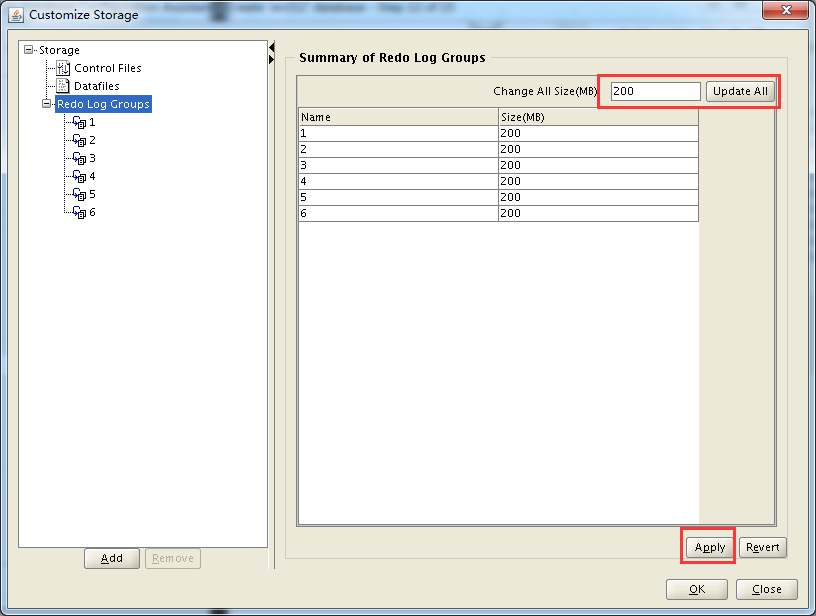 Customize Storage
Storage
Control Files
Datafiles
Redo Log Groups
1
2
3
4
5
6
Add
Remove
Summary of Redo Log Groups
Change All Size(MB)
200
Update All
Name Size(MB)
1 200
2 200
3 200
4 200
5 200
6 200
Apply
Revert
OK
Close